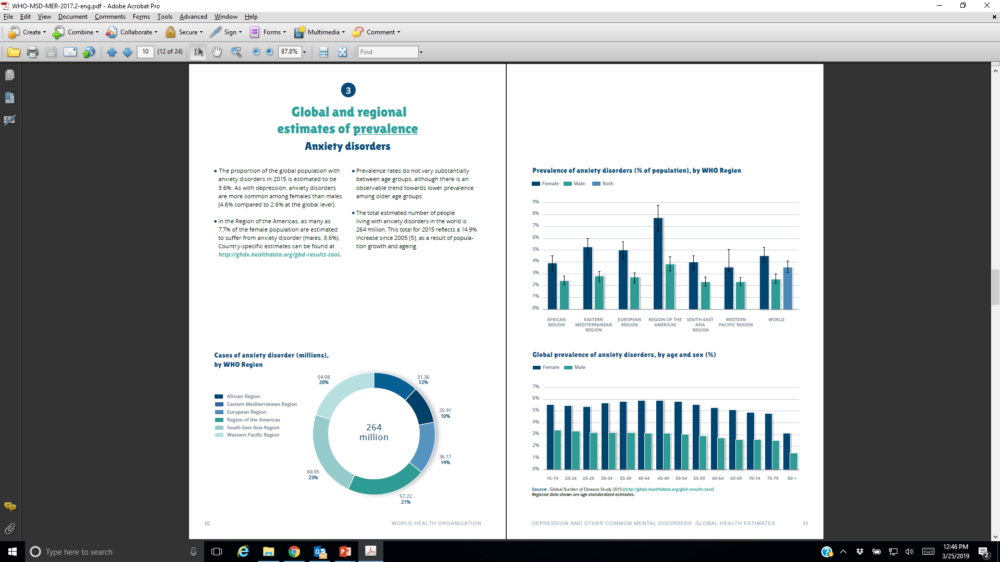 WHO-MSD-MER-2017.2-eng.pdf - Adobe Acrobat Pro
File Edit View Document Comments Forms Tools Advanced Window Help
Create Combine Collaborate Secure Sign Forms Multimedia Comment
10 (12 of 24) 87.8% Find
3
Global and regional
estimates of prevalence
Anxiety disorders
• The proportion of the global population with
anxiety disorders in 2015 is estimated to be
3.6%. As with depression, anxiety disorders
are more common among females than males
(4.6% compared to 2.6% at the global level).
• In the Region of the Americas, as many as
7.7% of the female population are estimated
to suffer from anxiety disorder (males, 3.6%).
Country-specific estimates can be found at
http://ghdx.healthdata.org/gbd-results-tool.
• Prevalence rates do not vary substantially
between age groups, although there is an
observable trend towards lower prevalence
among older age groups.
• The total estimated number of people
living with anxiety disorders in the world is
264 million. This total for 2015 reflects a 14.9%
increase since 2005 [5], as a result of popula-
tion growth and ageing.
Cases of anxiety disorder (millions),
by WHO Region
African Region
Eastern Mediterranean Region
European Region
Region of the Americas
South-East Asia Region
Western Pacific Region
54.08
20%
31.36
12%
25.91
10%
36.17
14%
57.22
21%
60.05
23%
264
million
10
WORLD HEALTH ORGANIZATION
Prevalence of anxiety disorders (% of population), by WHO Region
Female Male Both
9%
8%
7%
6%
5%
4%
3%
2%
1%
0%
AFRICAN
REGION
EASTERN
MEDITERRANEAN
REGION
EUROPEAN
REGION
REGION OF THE
AMERICAS
SOUTH-EAST
ASIA
REGION
WESTERN
PACIFIC REGION
WORLD
Global prevalence of anxiety disorders, by age and sex (%)
Female Male
7%
6%
5%
4%
3%
2%
1%
0%
15-19 20-24 25-29 30-34 35-39 40-44 45-49 50-54 55-59 60-64 65-69 70-74 75-79 80 +
Source: Global Burden of Disease Study 2015 (http://ghdx.healthdata.org/gbd-results-tool)
Regional data shown are age-standardized estimates.
DEPRESSION AND OTHER COMMON MENTAL DISORDERS: GLOBAL HEALTH ESTIMATES
11
Type here to search
12:46 PM
3/25/2019
2